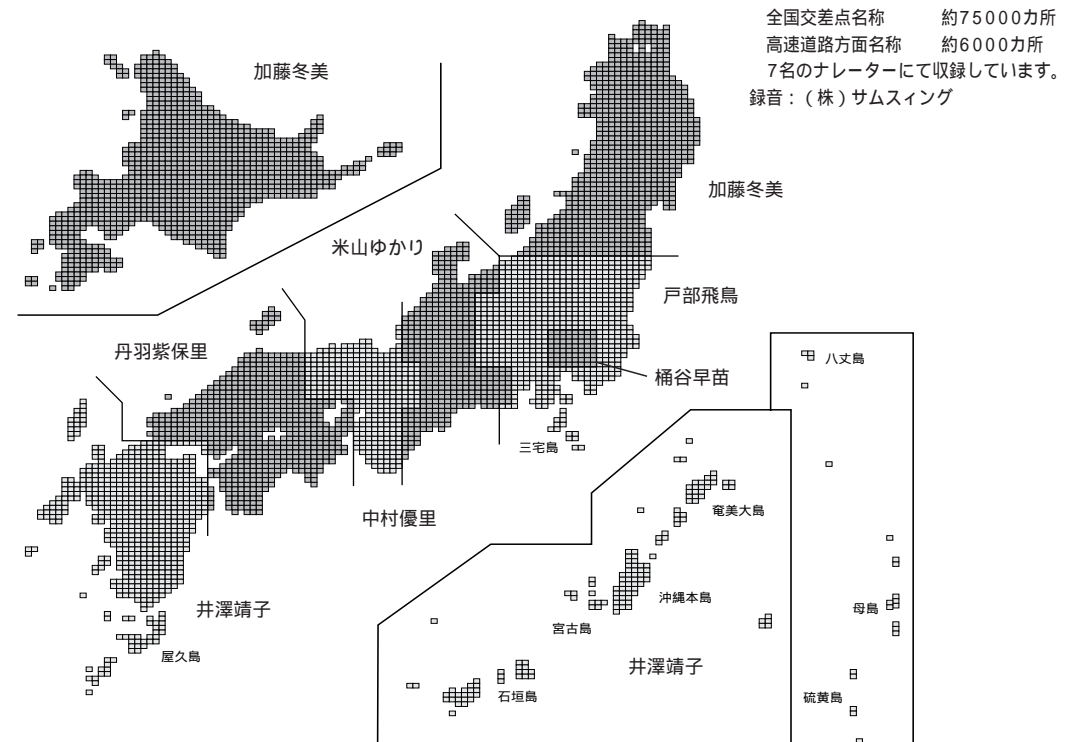 全国交差点名称 約75000カ所
高速道路方面名称 約6000カ所
7名のナレーターにて収録しています。
録音：（株）サムスィング
加藤冬美
加藤冬美
米山ゆかり
戸部飛鳥
丹羽紫保里
桶谷早苗
八丈島
三宅島
奄美大島
中村優里
沖縄本島
井澤靖子
母島
宮古島
屋久島
井澤靖子
石垣島
硫黄島